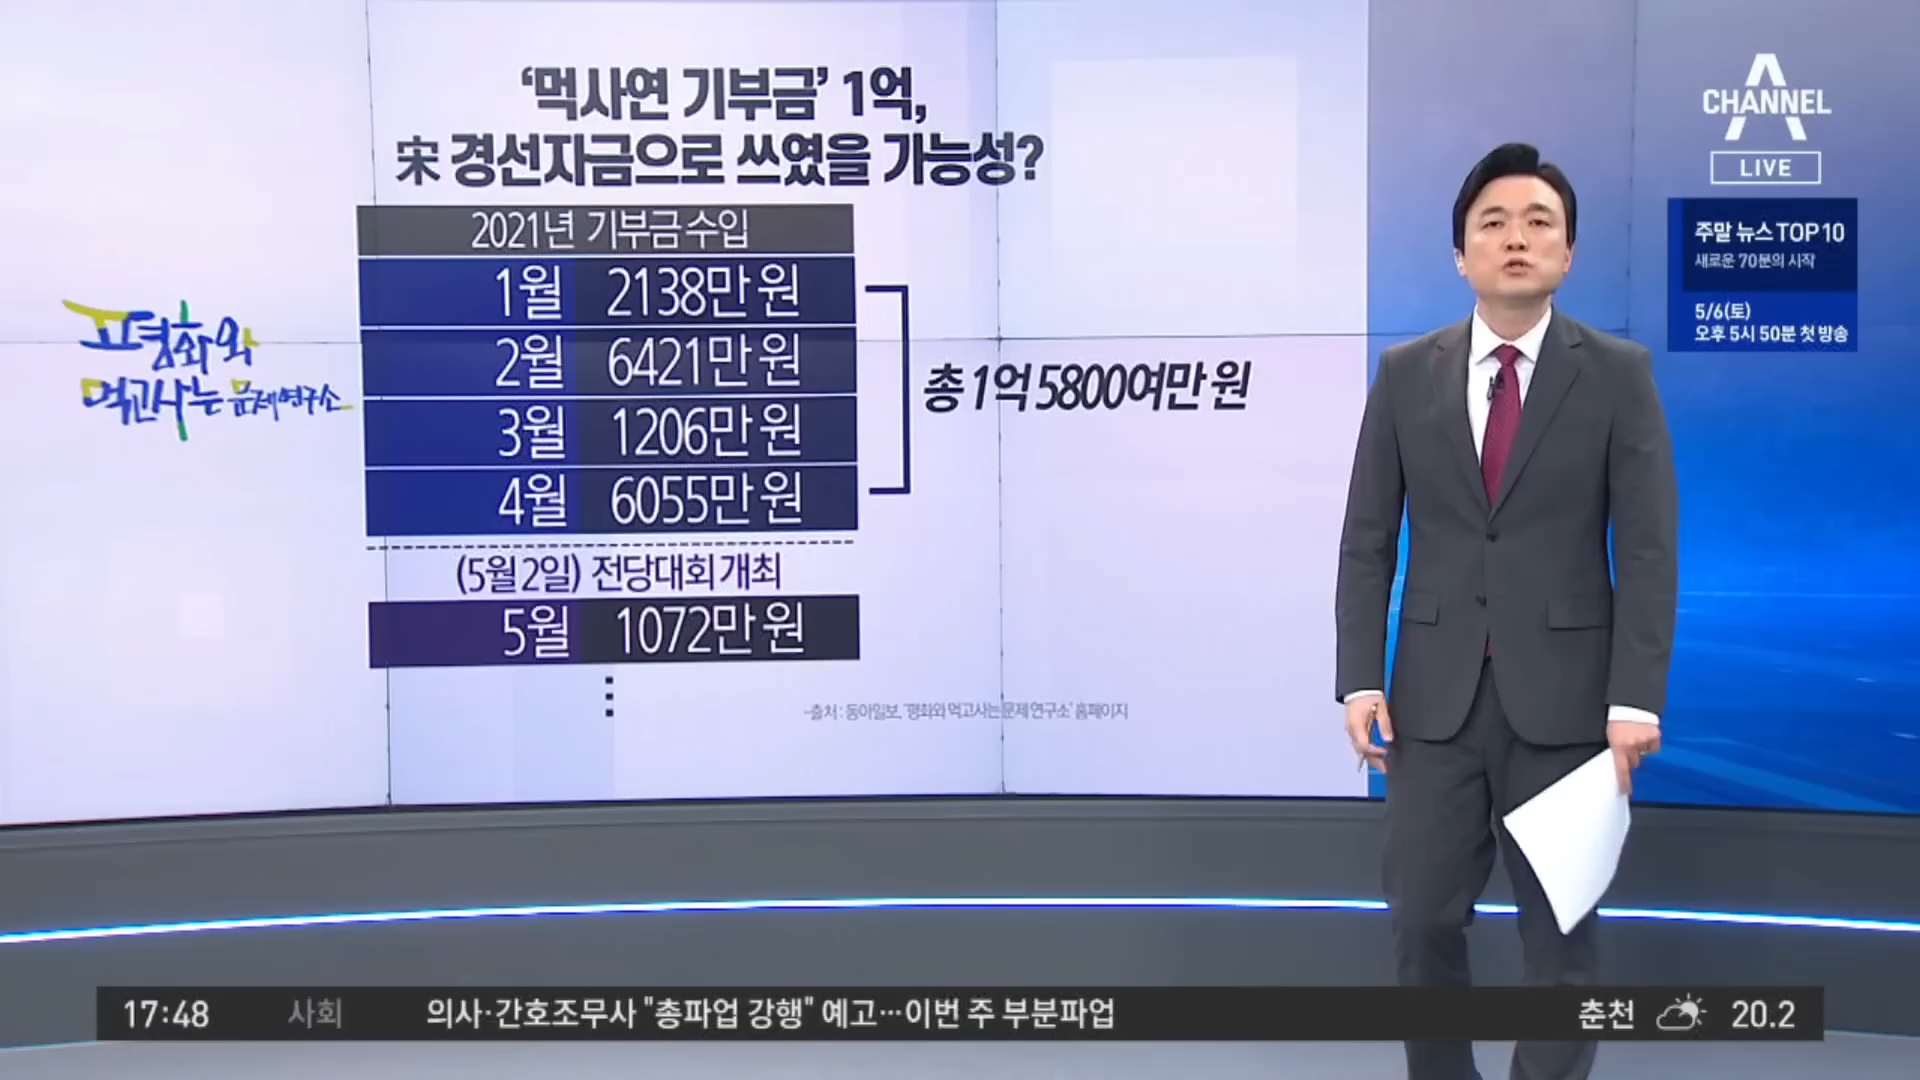 ‘먹사연 기부금’ 1억,
宋 경선자금으로 쓰였을 가능성?
2021년 기부금 수입
1월 2138만 원
2월 6421만 원
3월 1206만 원
4월 6055만 원
총 1억 5800여만 원
(5월 2일) 전당대회 개최
5월 1072만 원
-출처 : 동아일보, '평화와 먹고사는 문제 연구소' 홈페이지
평화와
먹고사는 문제연구소
CHANNEL A
LIVE
주말 뉴스 TOP 10
새로운 70분의 시작
5/6(토)
오후 5시 50분 첫 방송
17:48 사회 의사·간호조무사 "총파업 강행" 예고…이번 주 부분파업 춘천 20.2